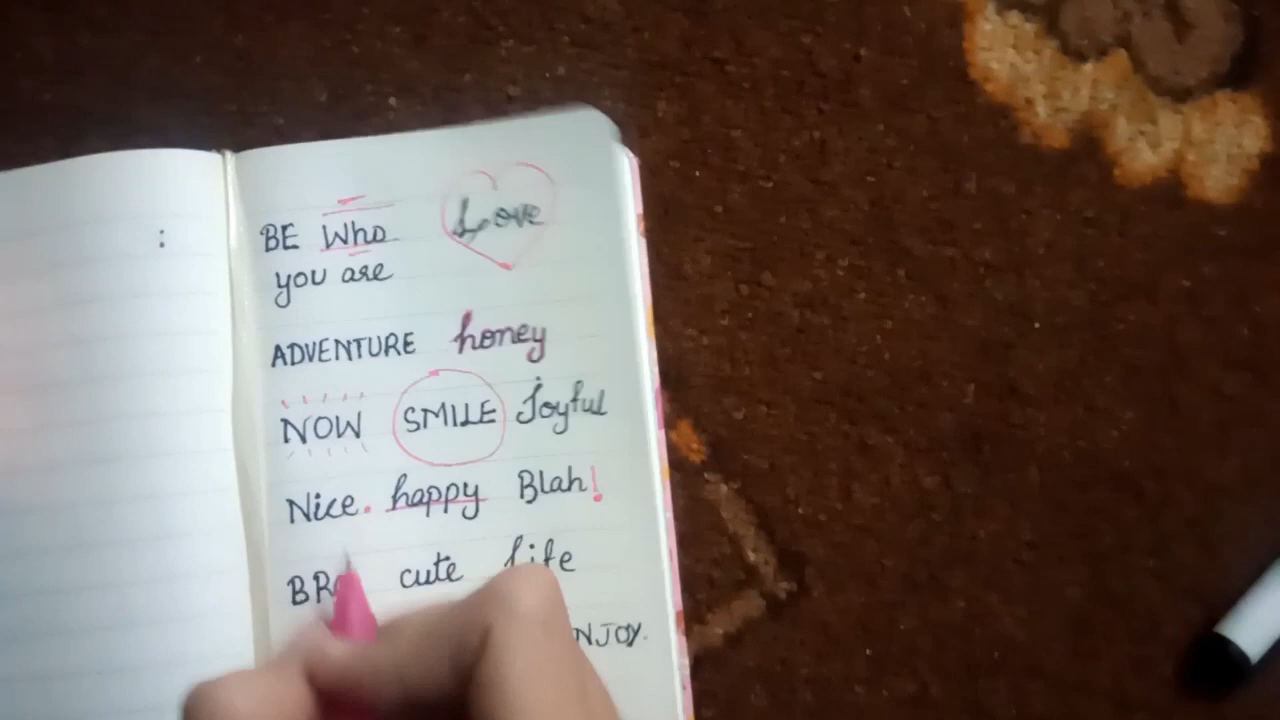 BE Who Love
you are
ADVENTURE honey
NOW SMILE Joyful
Nice. happy Blah!
cute life